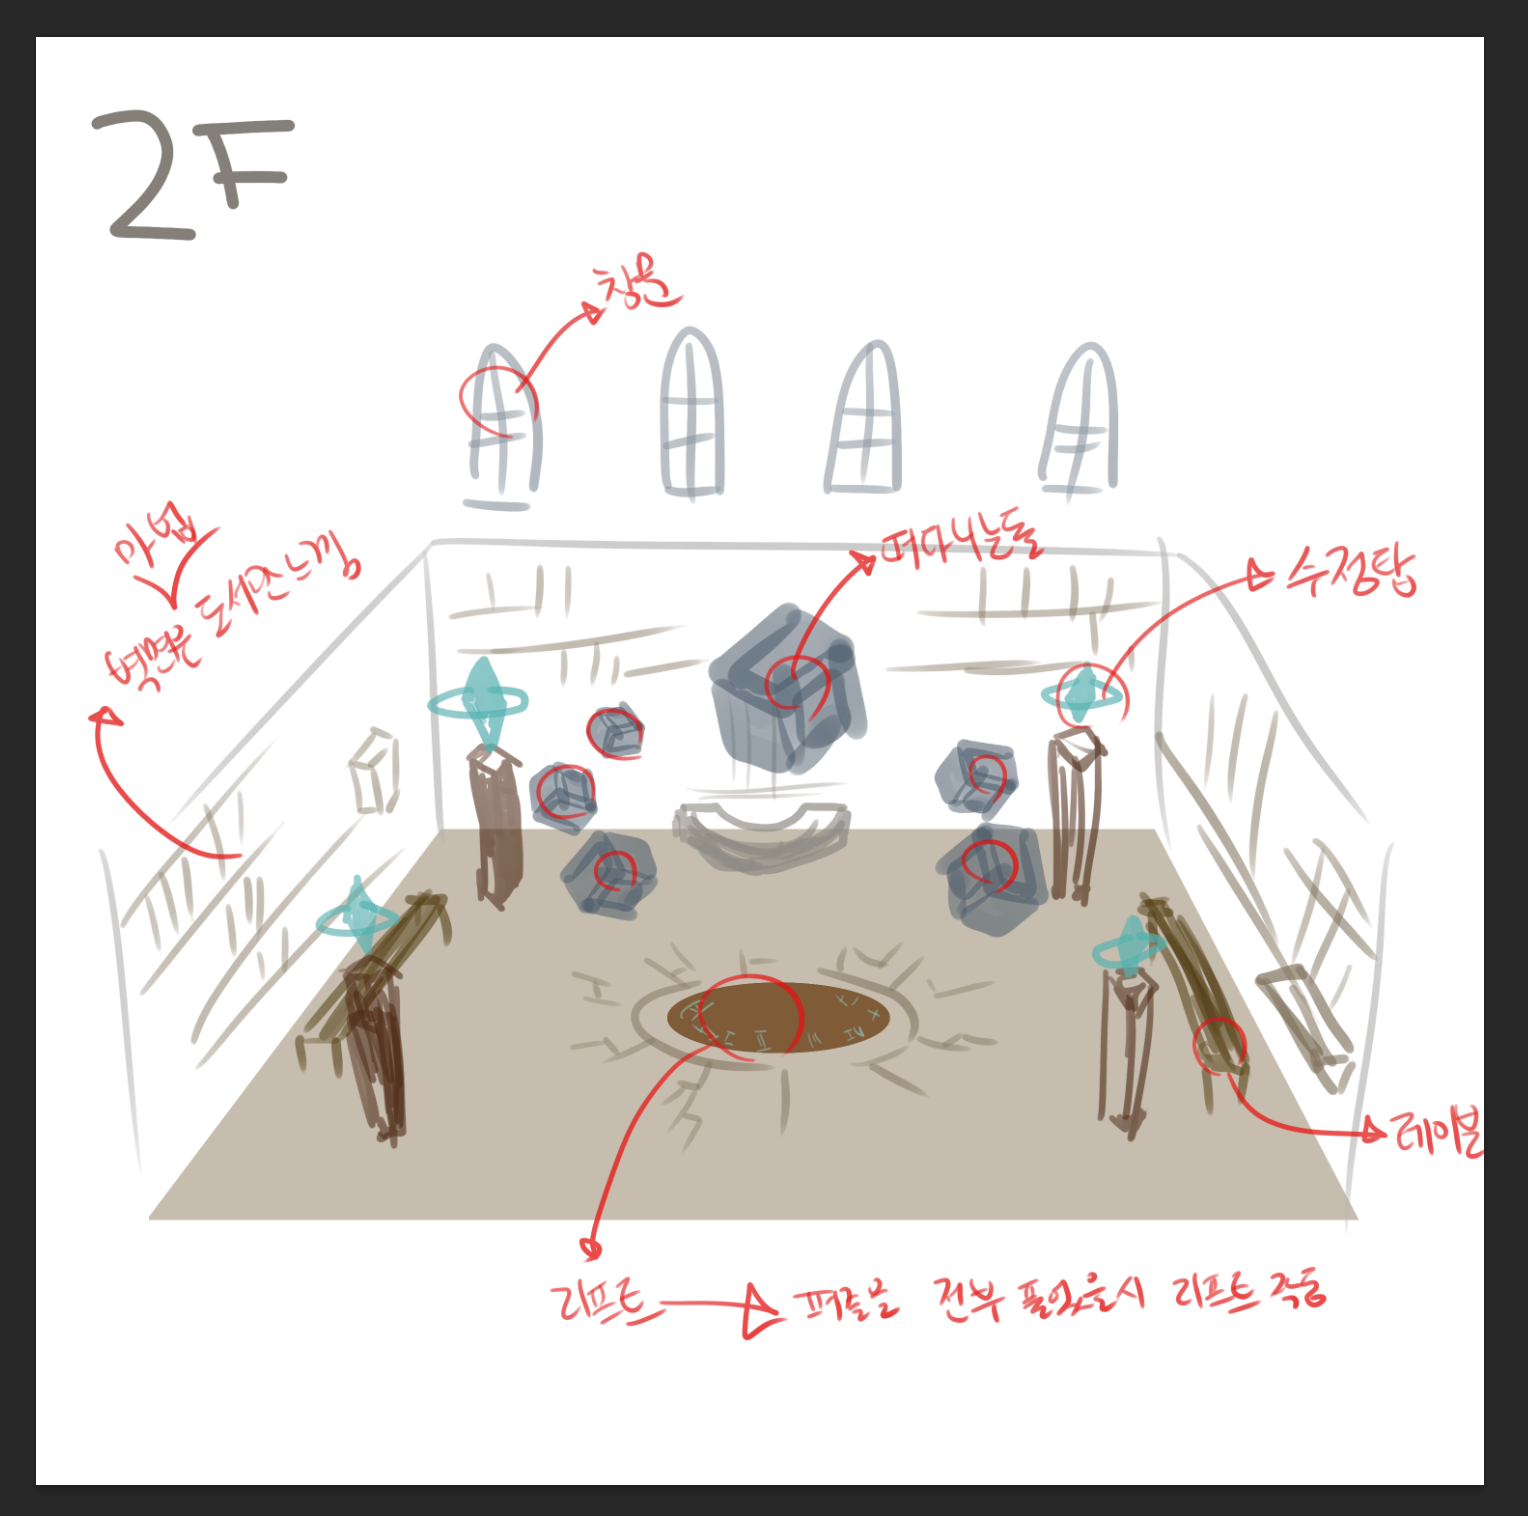 2F
창문
떠다니는돌
수정탑
마법
벽면은 도서관느낌
테이블
리프트
퍼즐을 전부 풀었을시 리프트 작동